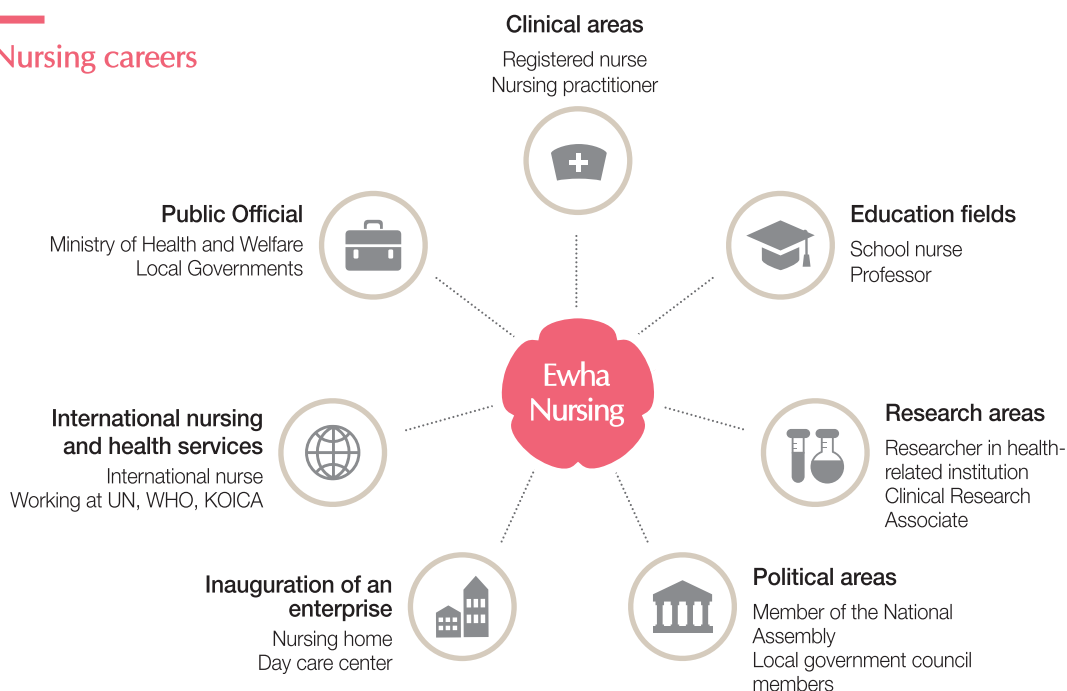 Nursing careers
Clinical areas
Registered nurse
Nursing practitioner
Public Official
Ministry of Health and Welfare
Local Governments
Education fields
School nurse
Professor
Ewha
Nursing
International nursing
and health services
International nurse
Working at UN, WHO, KOICA
Research areas
Researcher in health-
related institution
Clinical Research
Associate
Inauguration of an
enterprise
Nursing home
Day care center
Political areas
Member of the National
Assembly
Local government council
members